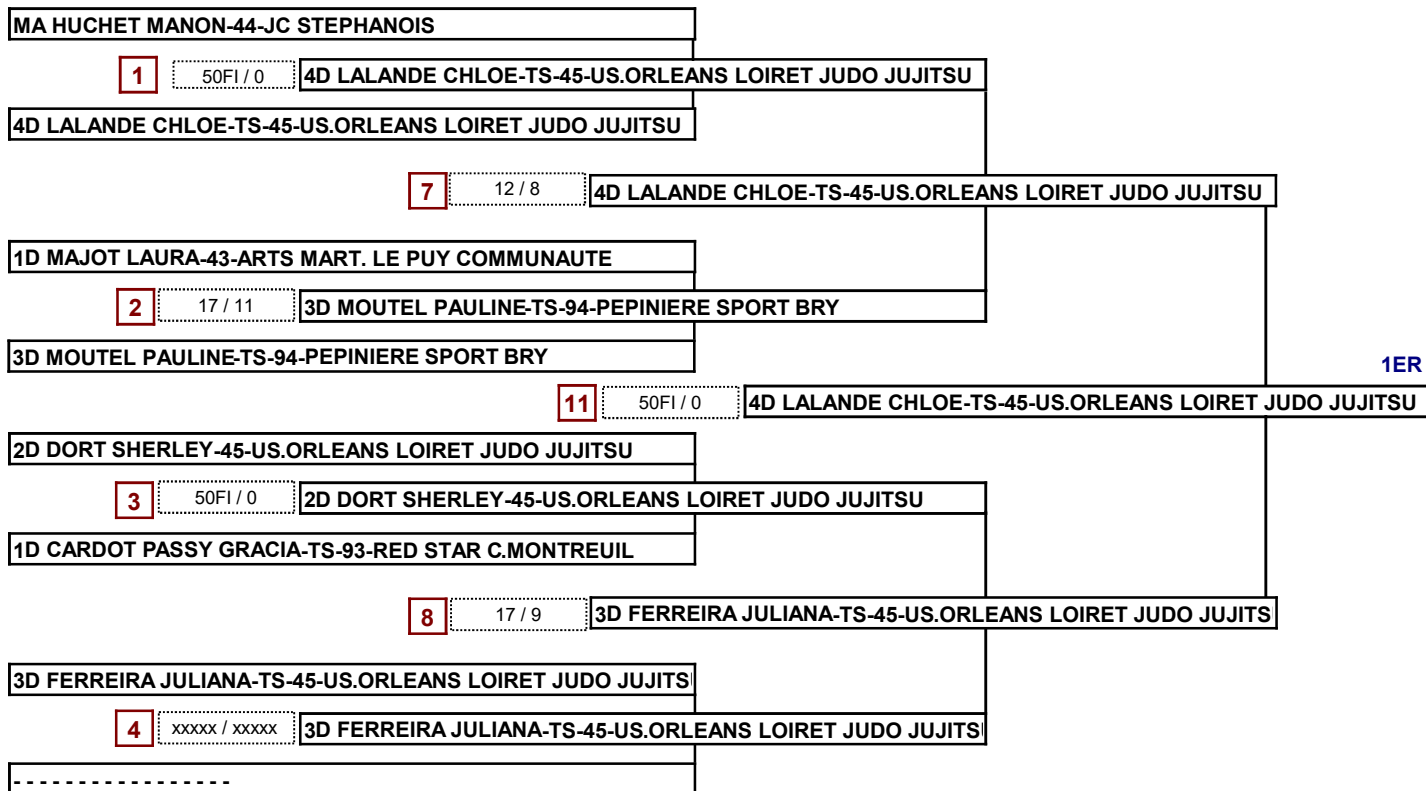 MA HUCHET MANON-44-JC STEPHANOIS
1 50FI / 0 4D LALANDE CHLOE-TS-45-US.ORLEANS LOIRET JUDO JUJITSU
4D LALANDE CHLOE-TS-45-US.ORLEANS LOIRET JUDO JUJITSU
7 12 / 8 4D LALANDE CHLOE-TS-45-US.ORLEANS LOIRET JUDO JUJITSU
1D MAJOT LAURA-43-ARTS MART. LE PUY COMMUNAUTE
2 17 / 11 3D MOUTEL PAULINE-TS-94-PEPINIERE SPORT BRY
3D MOUTEL PAULINE-TS-94-PEPINIERE SPORT BRY
1ER
11 50FI / 0 4D LALANDE CHLOE-TS-45-US.ORLEANS LOIRET JUDO JUJITSU
2D DORT SHERLEY-45-US.ORLEANS LOIRET JUDO JUJITSU
3 50FI / 0 2D DORT SHERLEY-45-US.ORLEANS LOIRET JUDO JUJITSU
1D CARDOT PASSY GRACIA-TS-93-RED STAR C.MONTREUIL
8 17 / 9 3D FERREIRA JULIANA-TS-45-US.ORLEANS LOIRET JUDO JUJITS
3D FERREIRA JULIANA-TS-45-US.ORLEANS LOIRET JUDO JUJITS
4 xxxxx / xxxxx 3D FERREIRA JULIANA-TS-45-US.ORLEANS LOIRET JUDO JUJITS
- - - - - - - - - - - - - - - - -